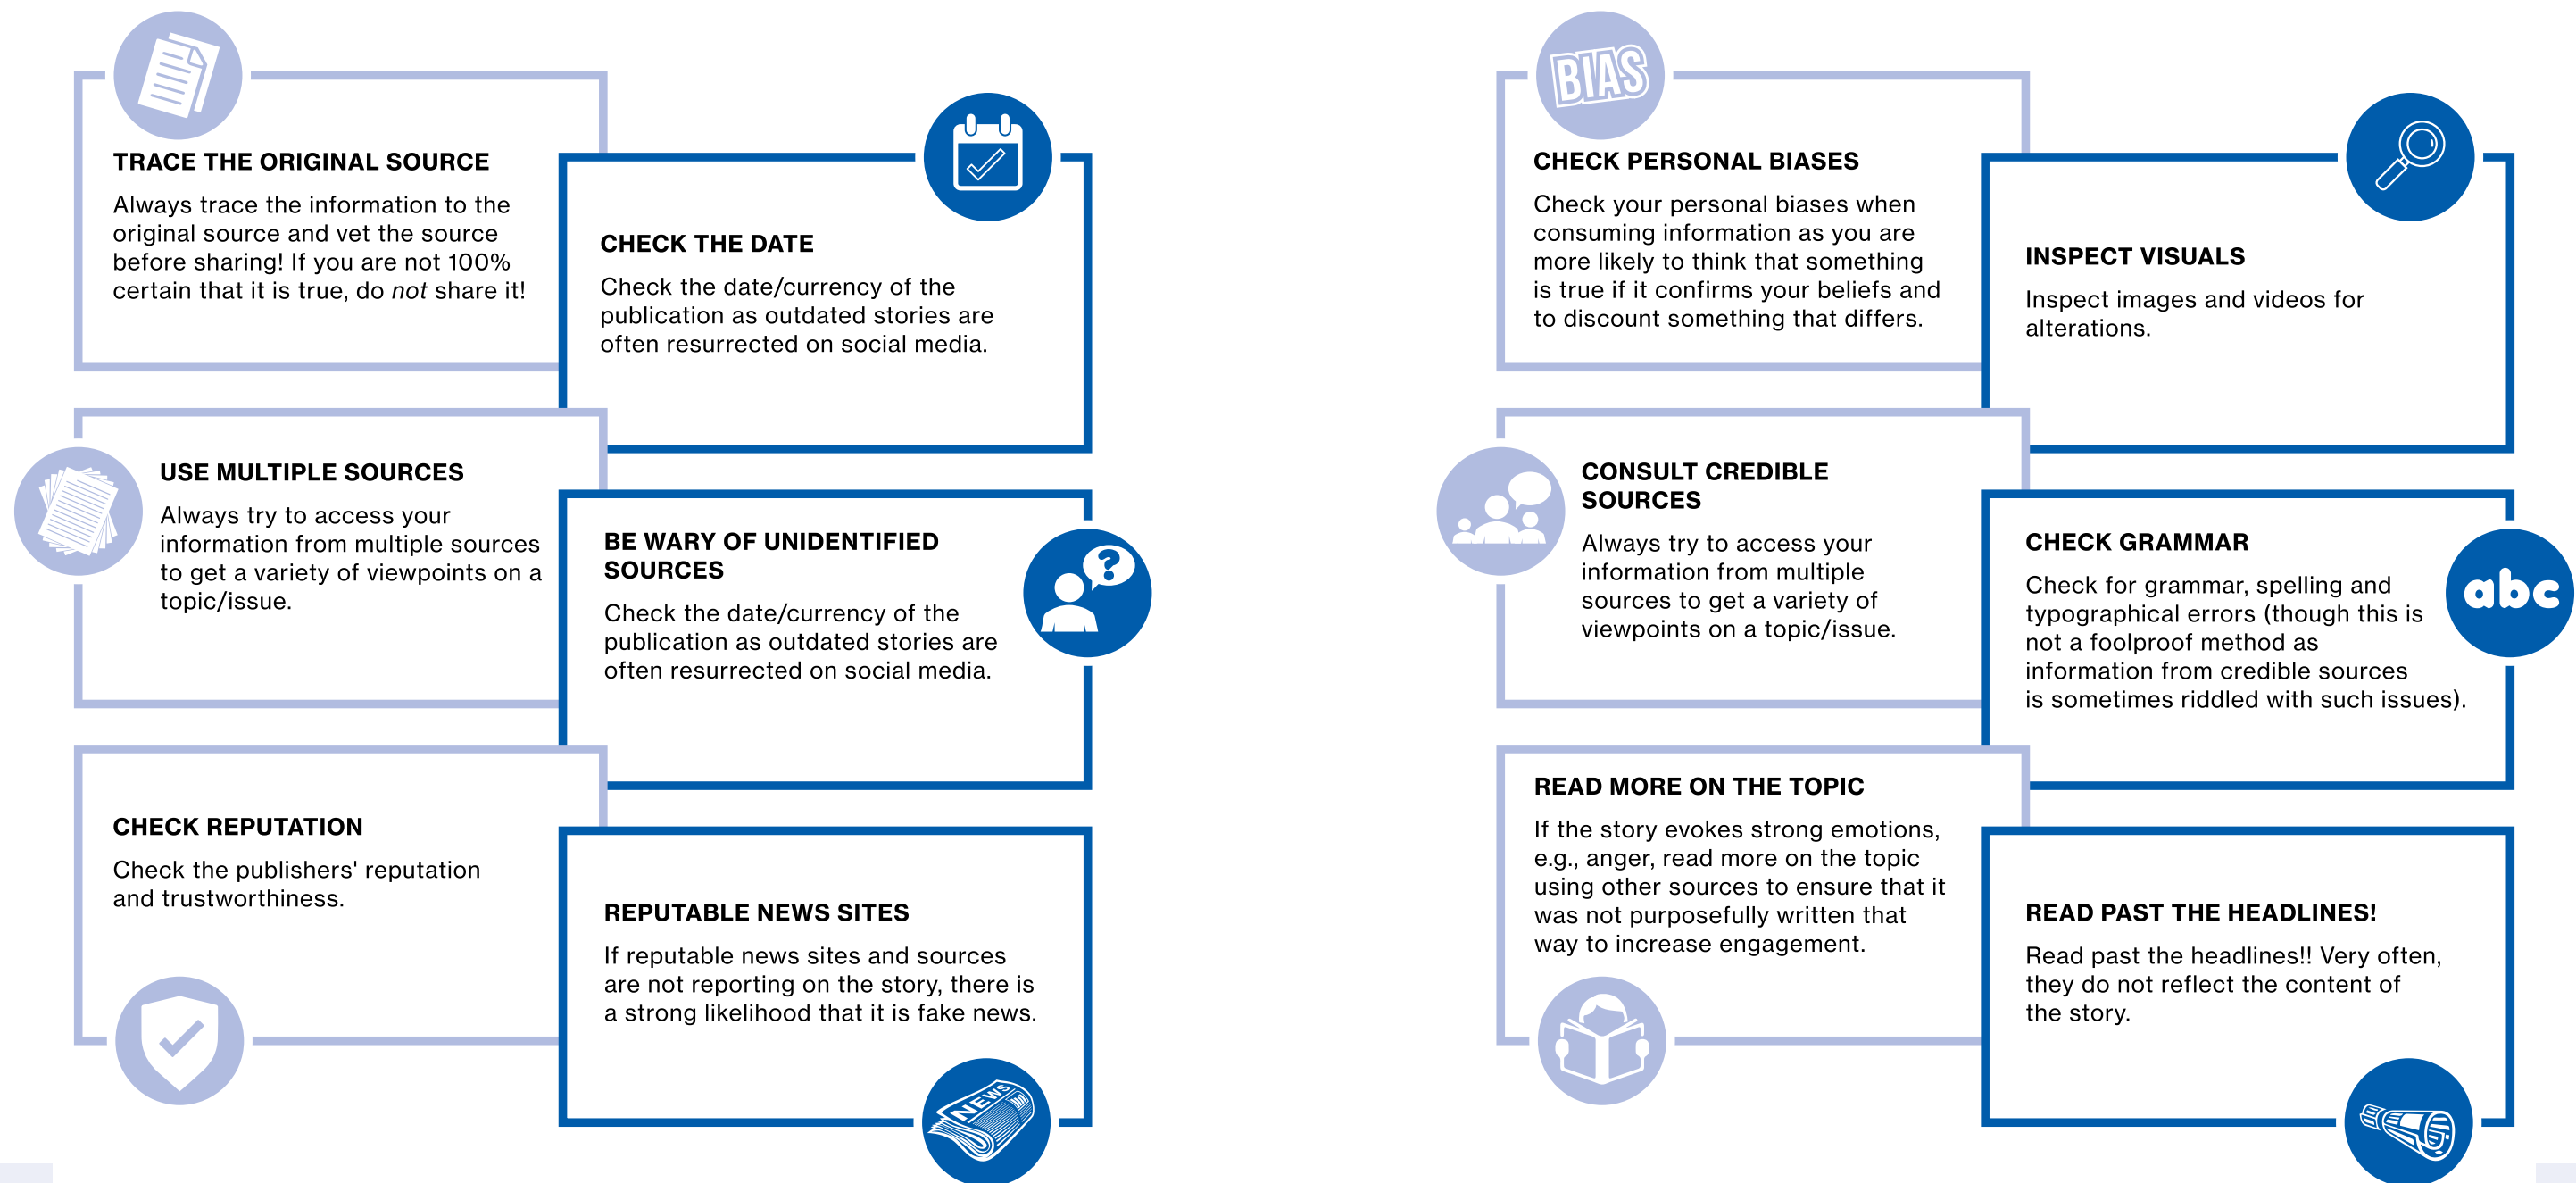 TRACE THE ORIGINAL SOURCE
Always trace the information to the
original source and vet the source
before sharing! If you are not 100%
certain that it is true, do not share it!
CHECK THE DATE
Check the date/currency of the
publication as outdated stories are
often resurrected on social media.
USE MULTIPLE SOURCES
Always try to access your
information from multiple sources
to get a variety of viewpoints on a
topic/issue.
BE WARY OF UNIDENTIFIED
SOURCES
Check the date/currency of the
publication as outdated stories are
often resurrected on social media.
?
CHECK REPUTATION
Check the publishers' reputation
and trustworthiness.
REPUTABLE NEWS SITES
If reputable news sites and sources
are not reporting on the story, there is
a strong likelihood that it is fake news.
NEWS
BIAS
CHECK PERSONAL BIASES
Check your personal biases when
consuming information as you are
more likely to think that something
is true if it confirms your beliefs and
to discount something that differs.
INSPECT VISUALS
Inspect images and videos for
alterations.
CONSULT CREDIBLE
SOURCES
Always try to access your
information from multiple
sources to get a variety of
viewpoints on a topic/issue.
CHECK GRAMMAR
Check for grammar, spelling and
typographical errors (though this is
not a foolproof method as
information from credible sources
is sometimes riddled with such issues).
abc
READ MORE ON THE TOPIC
If the story evokes strong emotions,
e.g., anger, read more on the topic
using other sources to ensure that it
was not purposefully written that
way to increase engagement.
READ PAST THE HEADLINES!
Read past the headlines!! Very often,
they do not reflect the content of
the story.